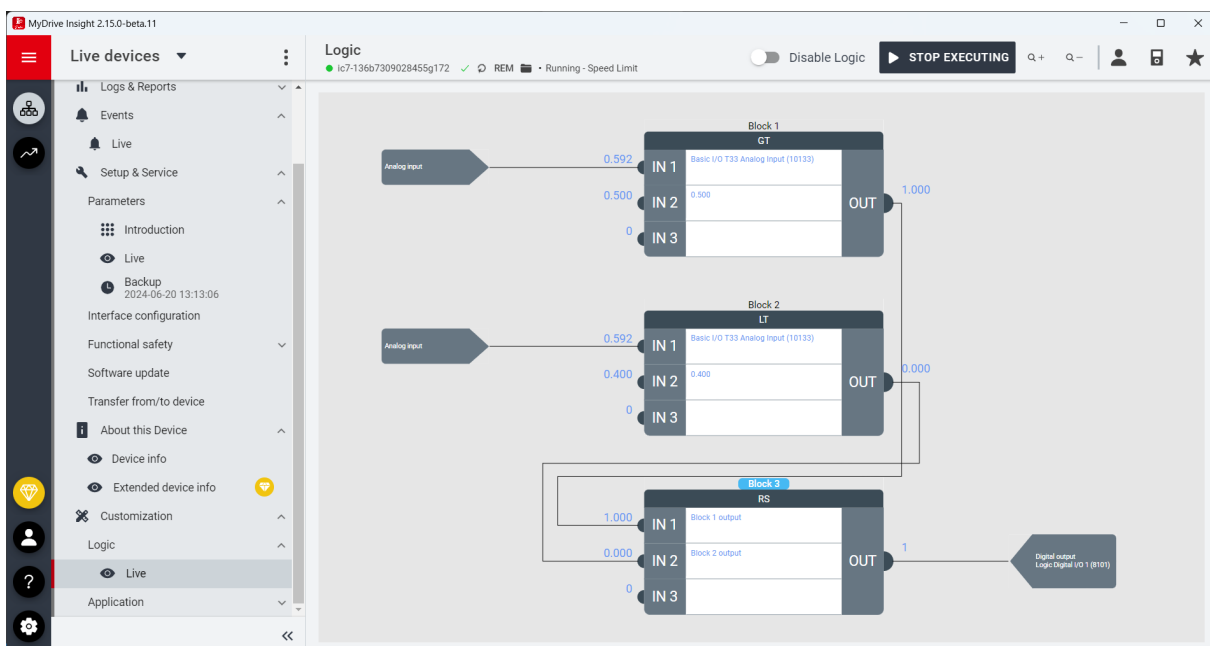 MyDrive Insight 2.15.0-beta.11
Live devices
Logs & Reports
Events
Live
Setup & Service
Parameters
Introduction
Live
Backup
2024-06-20 13:13:06
Interface configuration
Functional safety
Software update
Transfer from/to device
About this Device
Device info
Extended device info
Customization
Logic
Live
Application
?
Logic
ic7-136b7309028455g172 REM • Running - Speed Limit
Disable Logic
STOP EXECUTING
Block 1
GT
Analog input
0.592
IN 1
Basic I/O T33 Analog Input (10133)
0.500
IN 2
0.500
0
IN 3
OUT
1.000
Block 2
LT
Analog input
0.592
IN 1
Basic I/O T33 Analog Input (10133)
0.400
IN 2
0.400
0
IN 3
OUT
0.000
Block 3
RS
1.000
IN 1
Block 1 output
0.000
IN 2
Block 2 output
0
IN 3
OUT
1
Digital output
Logic Digital I/O 1 (8101)